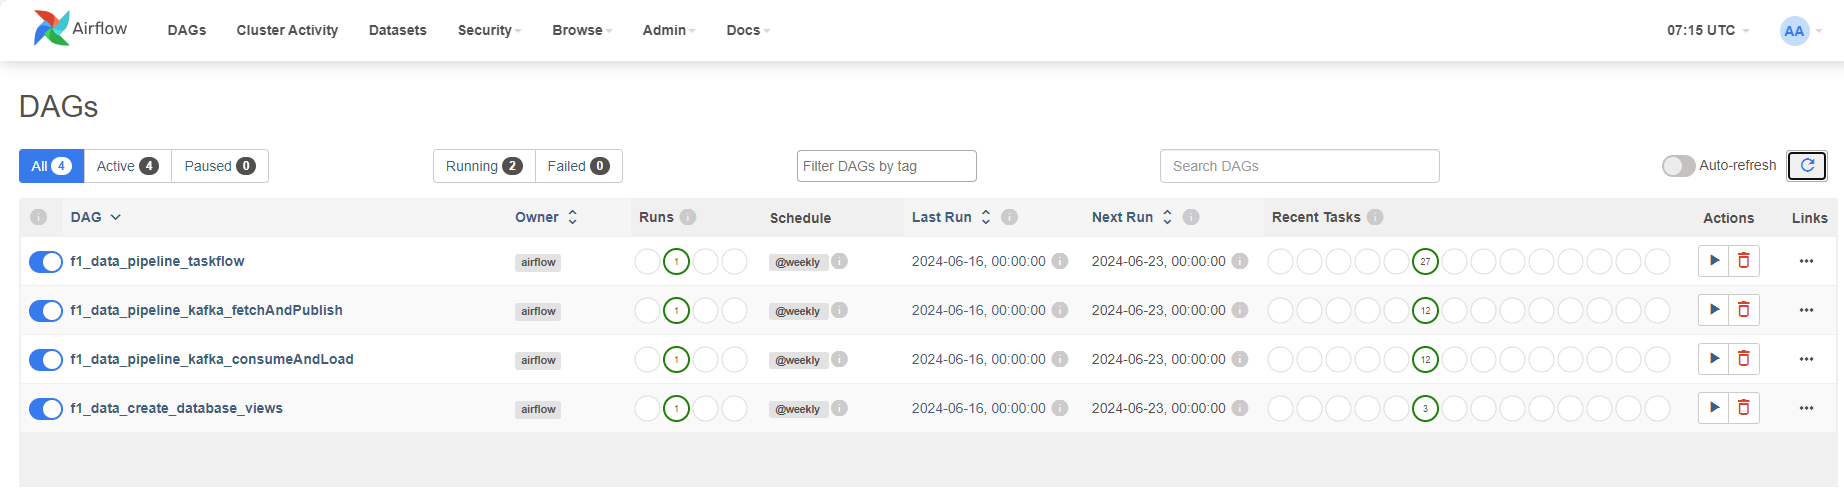 Airflow DAGs Cluster Activity Datasets Security Browse Admin Docs 07:15 UTC AA
DAGs
All 4 Active 4 Paused 0 Running 2 Failed 0 Filter DAGs by tag Search DAGs Auto-refresh
DAG Owner Runs Schedule Last Run Next Run Recent Tasks Actions Links
f1_data_pipeline_taskflow airflow 1 @weekly 2024-06-16, 00:00:00 2024-06-23, 00:00:00 27
f1_data_pipeline_kafka_fetchAndPublish airflow 1 @weekly 2024-06-16, 00:00:00 2024-06-23, 00:00:00 12
f1_data_pipeline_kafka_consumeAndLoad airflow 1 @weekly 2024-06-16, 00:00:00 2024-06-23, 00:00:00 12
f1_data_create_database_views airflow 1 @weekly 2024-06-16, 00:00:00 2024-06-23, 00:00:00 3